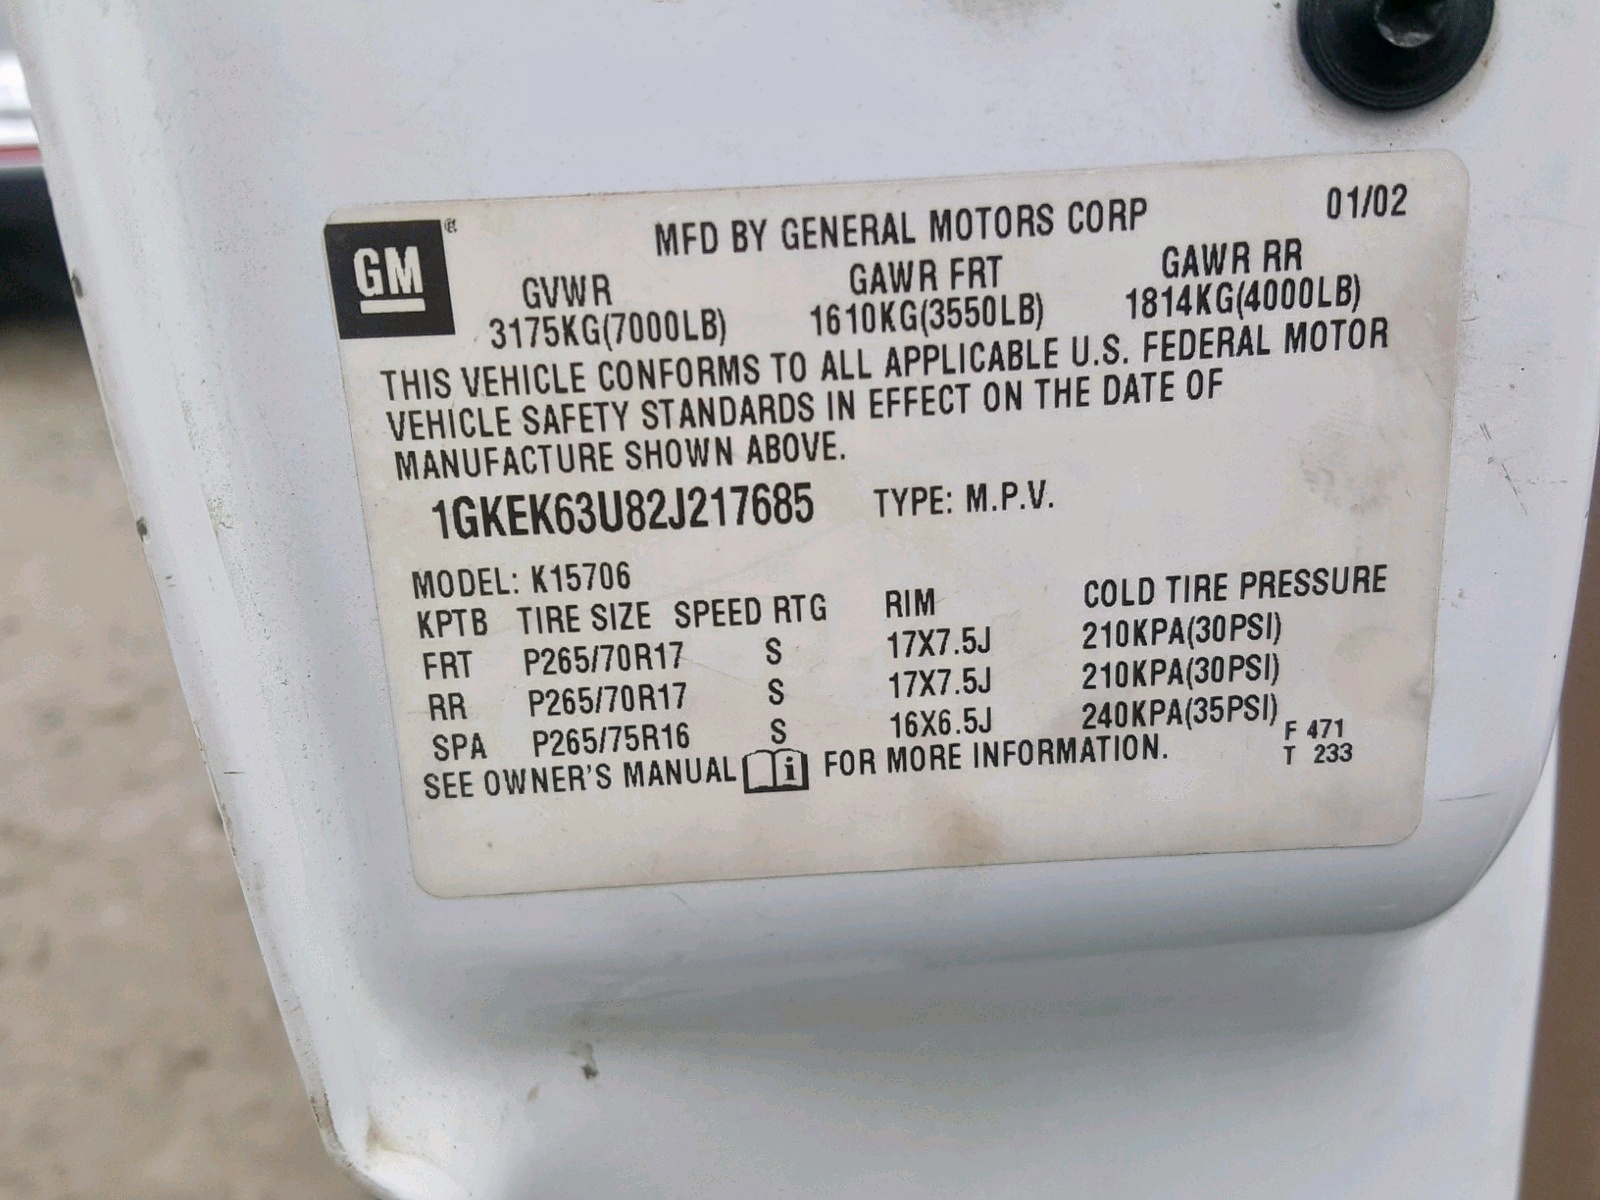 GM
MFD BY GENERAL MOTORS CORP 01/02
GVWR GAWR FRT GAWR RR
3175KG(7000LB) 1610KG(3550LB) 1814KG(4000LB)
THIS VEHICLE CONFORMS TO ALL APPLICABLE U.S. FEDERAL MOTOR
VEHICLE SAFETY STANDARDS IN EFFECT ON THE DATE OF
MANUFACTURE SHOWN ABOVE.
1GKEK63U82J217685 TYPE: M.P.V.
MODEL: K15706
KPTB TIRE SIZE SPEED RTG RIM COLD TIRE PRESSURE
FRT P265/70R17 S 17X7.5J 210KPA(30PSI)
RR P265/70R17 S 17X7.5J 210KPA(30PSI)
SPA P265/75R16 S 16X6.5J 240KPA(35PSI)
F 471
SEE OWNER'S MANUAL FOR MORE INFORMATION. T 233